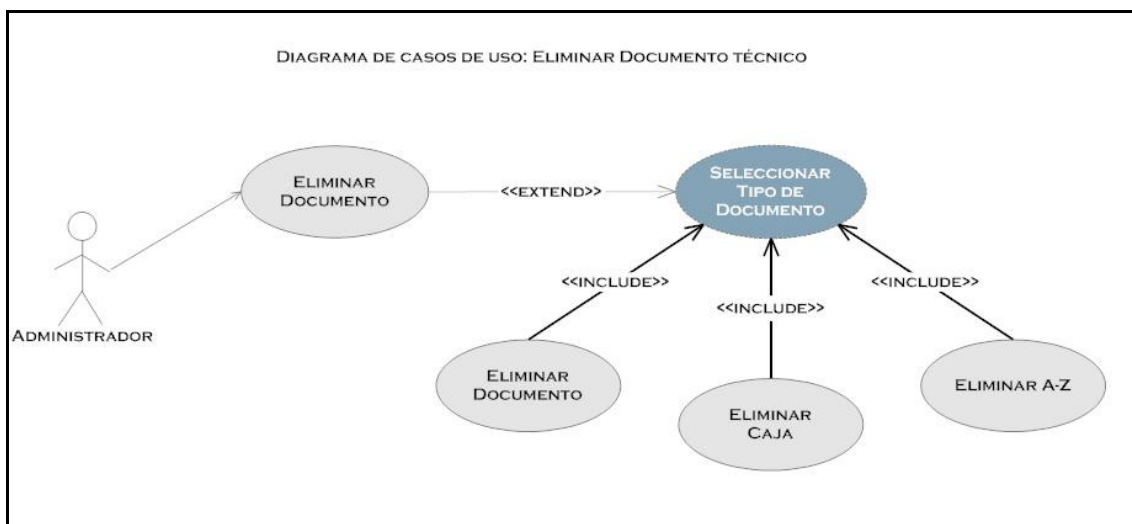 DIAGRAMA DE CASOS DE USO: ELIMINAR DOCUMENTO TÉCNICO
ELIMINAR
DOCUMENTO
<<EXTEND>>
SELECCIONAR
TIPO DE
DOCUMENTO
ADMINISTRADOR
<<INCLUDE>>
<<INCLUDE>>
<<INCLUDE>>
ELIMINAR
DOCUMENTO
ELIMINAR
CAJA
ELIMINAR A-Z